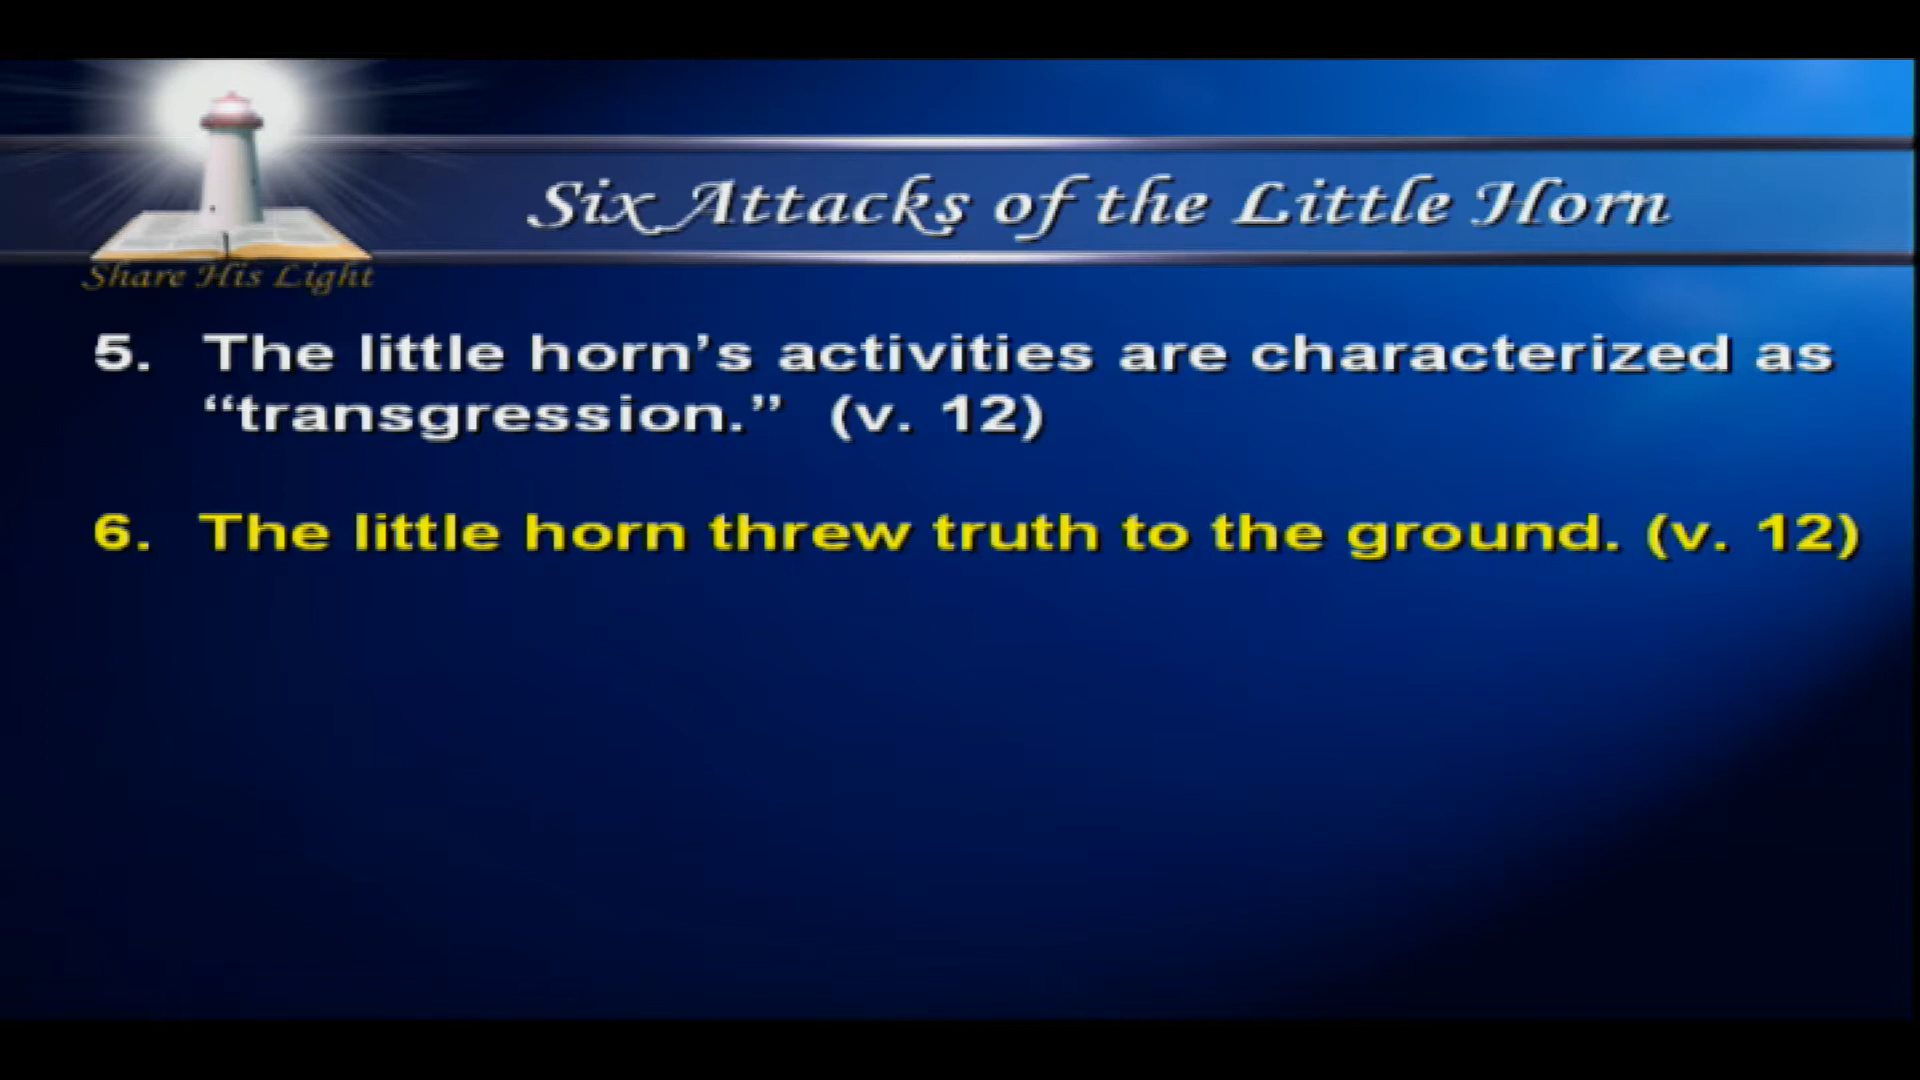 Six Attacks of the Little Horn
Share His Light
5. The little horn’s activities are characterized as
“transgression.” (v. 12)
6. The little horn threw truth to the ground. (v. 12)